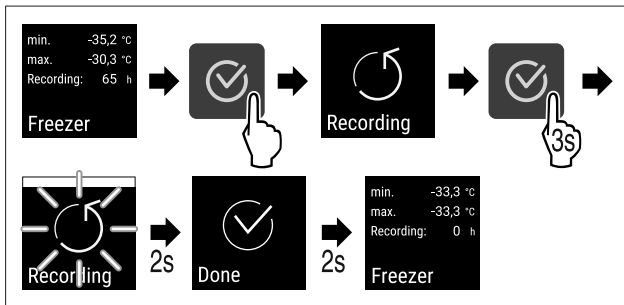 min. -35,2 °C
max. -30,3 °C
Recording: 65 h
Freezer
Recording
3s
Recording
2s
Done
2s
min. -33,3 °C
max. -33,3 °C
Recording: 0 h
Freezer